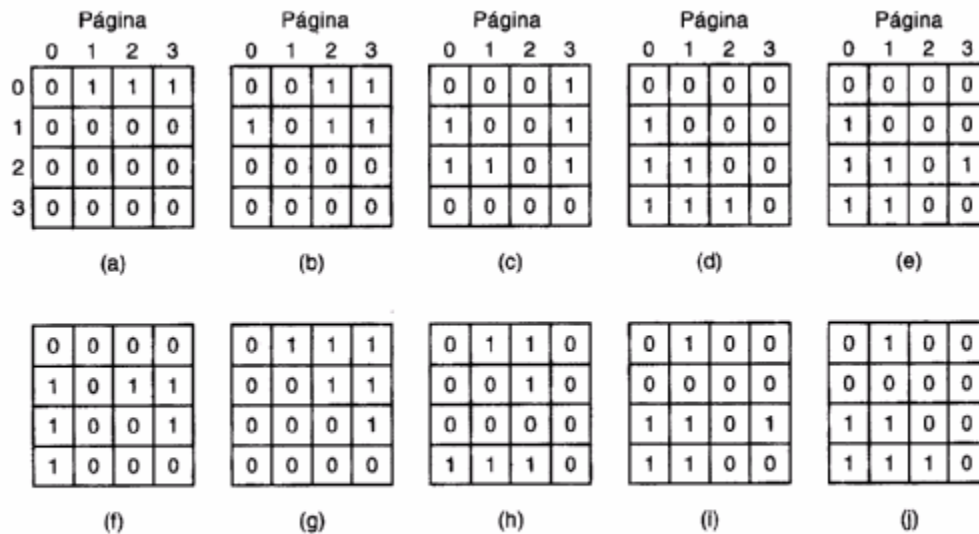 Página Página Página Página Página
0 1 2 3 0 1 2 3 0 1 2 3 0 1 2 3 0 1 2 3
0 0 1 1 1 0 0 1 1 0 0 0 1 0 0 0 0 0 0 0 0
1 0 0 0 0 1 0 1 1 1 0 0 1 1 0 0 0 1 0 0 0
2 0 0 0 0 0 0 0 0 1 1 0 1 1 1 0 0 1 1 0 1
3 0 0 0 0 0 0 0 0 0 0 0 0 1 1 1 0 1 1 0 0
(a) (b) (c) (d) (e)
0 0 0 0 0 1 1 1 0 1 1 0 0 1 0 0 0 1 0 0
1 0 1 1 0 0 1 1 0 0 1 0 0 0 0 0 0 0 0 0
1 0 0 1 0 0 0 1 0 0 0 0 1 1 0 1 1 1 0 0
1 0 0 0 0 0 0 0 1 1 1 0 1 1 0 0 1 1 1 0
(f) (g) (h) (i) (j)